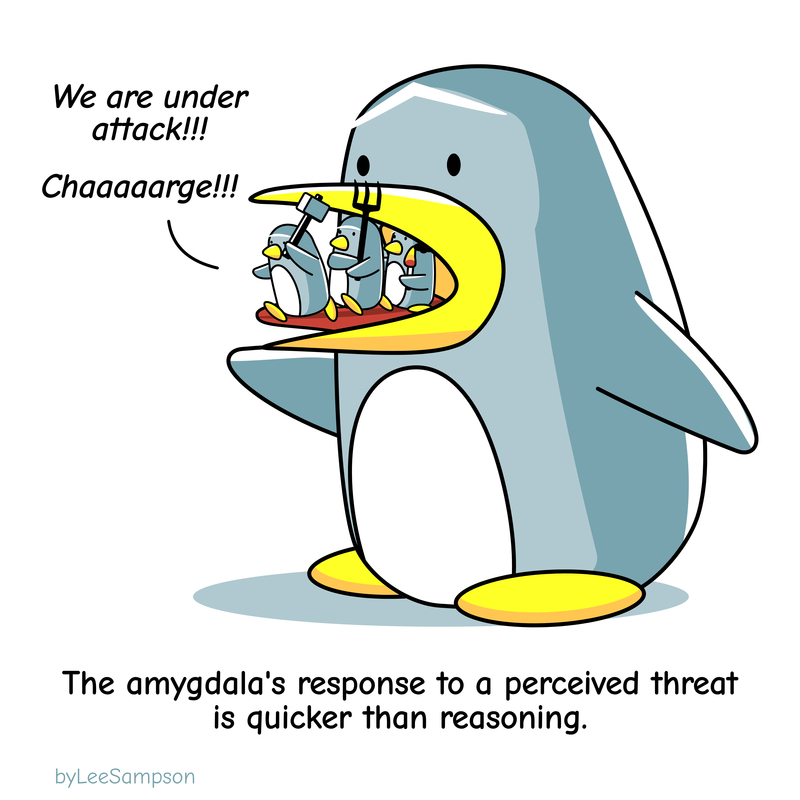 We are under
attack!!!
Chaaaaarge!!!
The amygdala's response to a perceived threat
is quicker than reasoning.
byLeeSampson